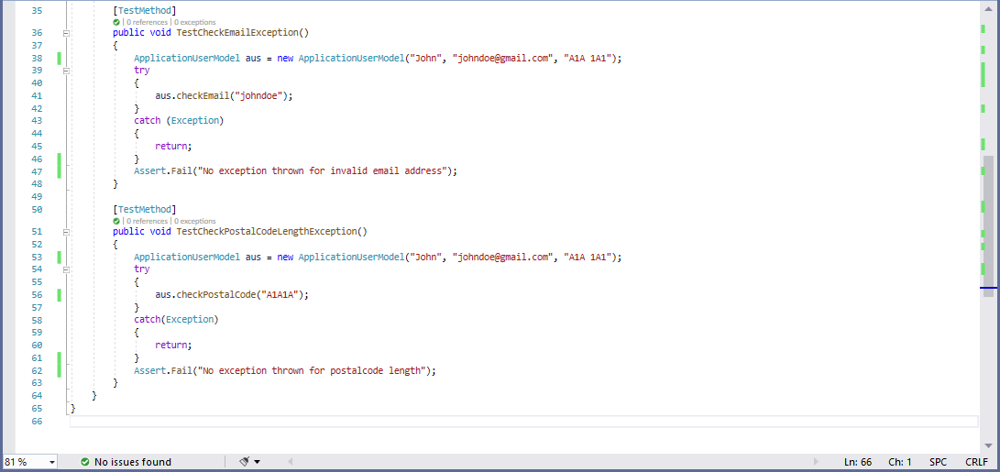 35 [TestMethod]
0 references | 0 exceptions
36 public void TestCheckEmailException()
37 {
38 ApplicationUserModel aus = new ApplicationUserModel("John", "johndoe@gmail.com", "A1A 1A1");
39 try
40 {
41 aus.checkEmail("johndoe");
42 }
43 catch (Exception)
44 {
45 return;
46 }
47 Assert.Fail("No exception thrown for invalid email address");
48 }
49
50 [TestMethod]
0 references | 0 exceptions
51 public void TestCheckPostalCodeLengthException()
52 {
53 ApplicationUserModel aus = new ApplicationUserModel("John", "johndoe@gmail.com", "A1A 1A1");
54 try
55 {
56 aus.checkPostalCode("A1A1A");
57 }
58 catch(Exception)
59 {
60 return;
61 }
62 Assert.Fail("No exception thrown for postalcode length");
63 }
64 }
65 }
66
81 % No issues found Ln: 66 Ch: 1 SPC CRLF